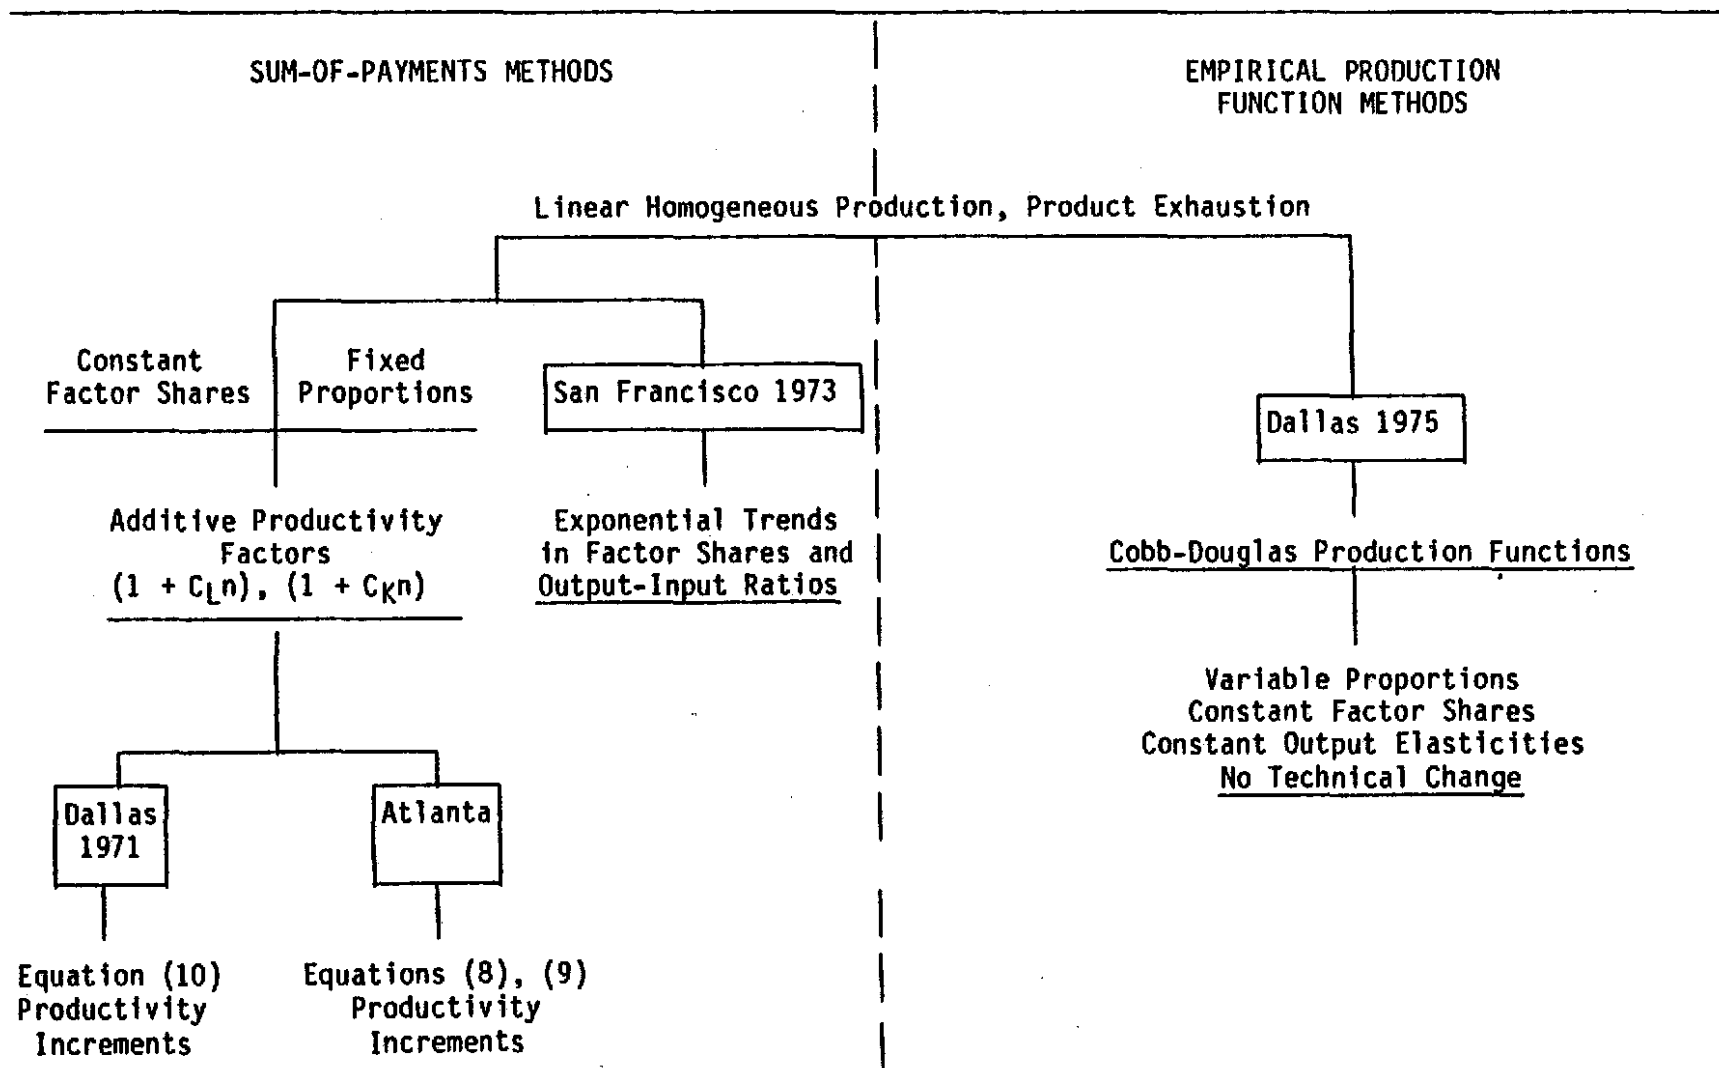 SUM-OF-PAYMENTS METHODS
EMPIRICAL PRODUCTION
FUNCTION METHODS
Linear Homogeneous Production, Product Exhaustion
Constant
Factor Shares
Fixed
Proportions
San Francisco 1973
Dallas 1975
Additive Productivity
Factors
(1 + CLn), (1 + CKn)
Exponential Trends
in Factor Shares and
Output-Input Ratios
Cobb-Douglas Production Functions
Variable Proportions
Constant Factor Shares
Constant Output Elasticities
No Technical Change
Dallas
1971
Atlanta
Equation (10)
Productivity
Increments
Equations (8), (9)
Productivity
Increments